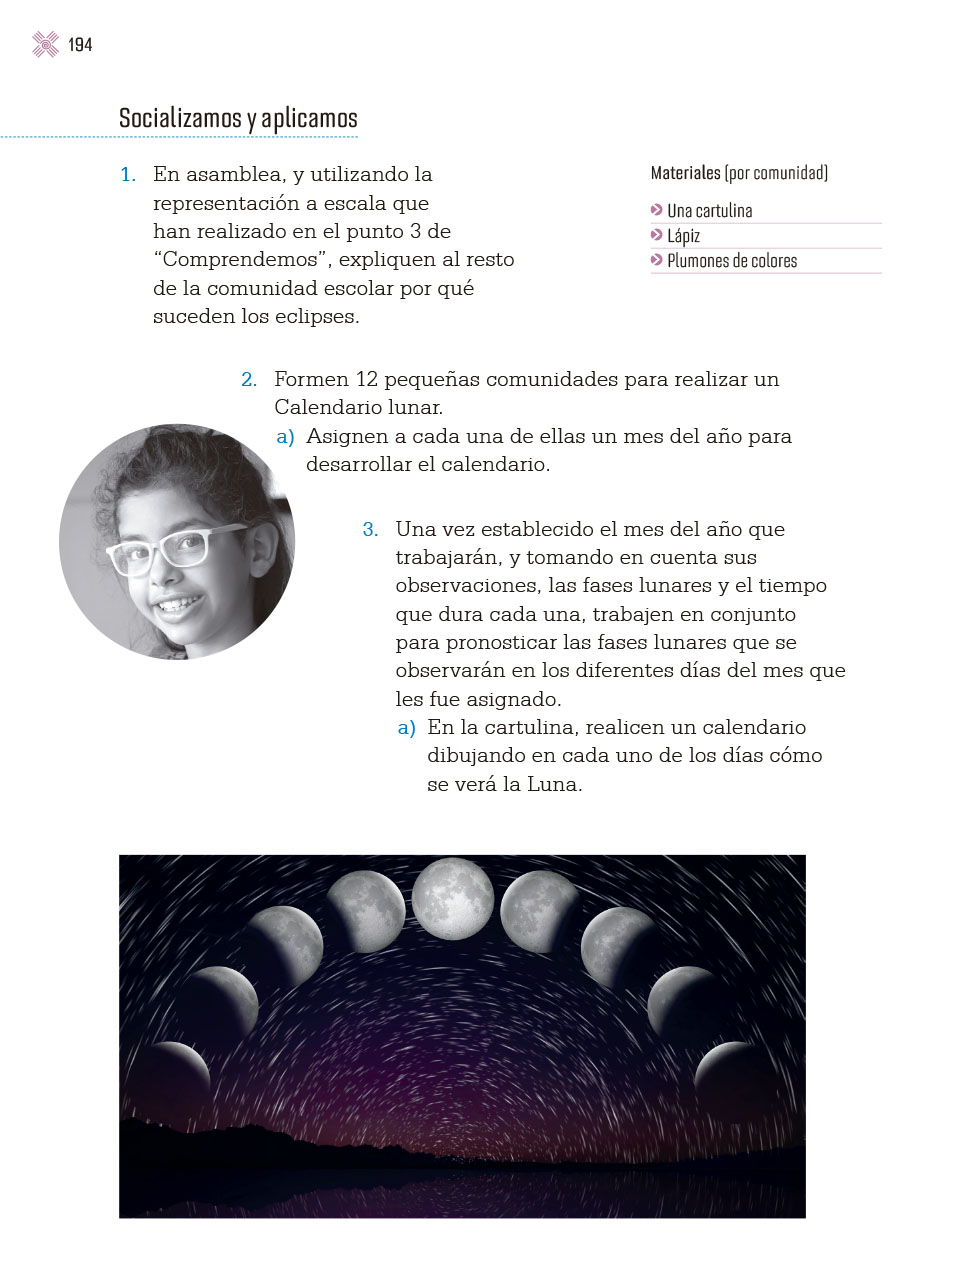 194
Socializamos y aplicamos
1. En asamblea, y utilizando la
representación a escala que
han realizado en el punto 3 de
“Comprendemos”, expliquen al resto
de la comunidad escolar por qué
suceden los eclipses.
Materiales (por comunidad)
Una cartulina
Lápiz
Plumones de colores
2. Formen 12 pequeñas comunidades para realizar un
Calendario lunar.
a) Asignen a cada una de ellas un mes del año para
desarrollar el calendario.
3. Una vez establecido el mes del año que
trabajarán, y tomando en cuenta sus
observaciones, las fases lunares y el tiempo
que dura cada una, trabajen en conjunto
para pronosticar las fases lunares que se
observarán en los diferentes días del mes que
les fue asignado.
a) En la cartulina, realicen un calendario
dibujando en cada uno de los días cómo
se verá la Luna.